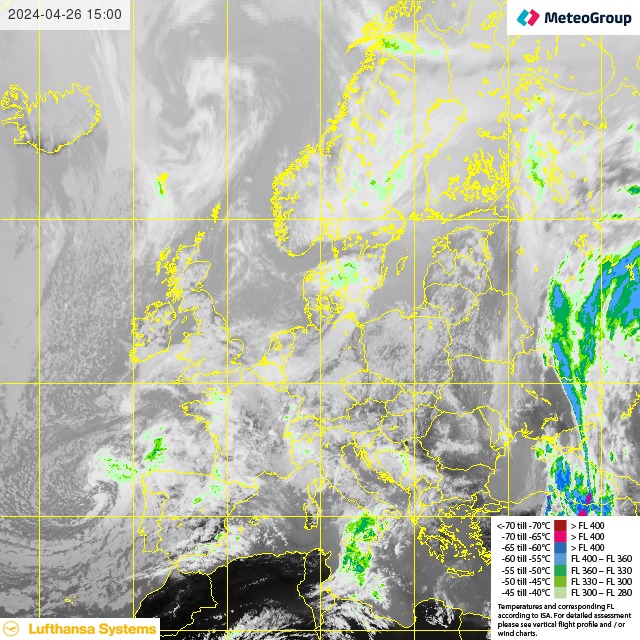 2024-04-26 15:00
MeteoGroup
<-70 till -70°C > FL 400
-70 till -65°C > FL 400
-65 till -60°C > FL 400
-60 till -55°C FL 400 – FL 360
-55 till -50°C FL 360 – FL 330
-50 till -45°C FL 330 – FL 300
-45 till -40°C FL 300 – FL 280
Temperatures and corresponding FL
according to ISA. For detailed assessment
please see vertical flight profile and / or
wind charts.
Lufthansa Systems